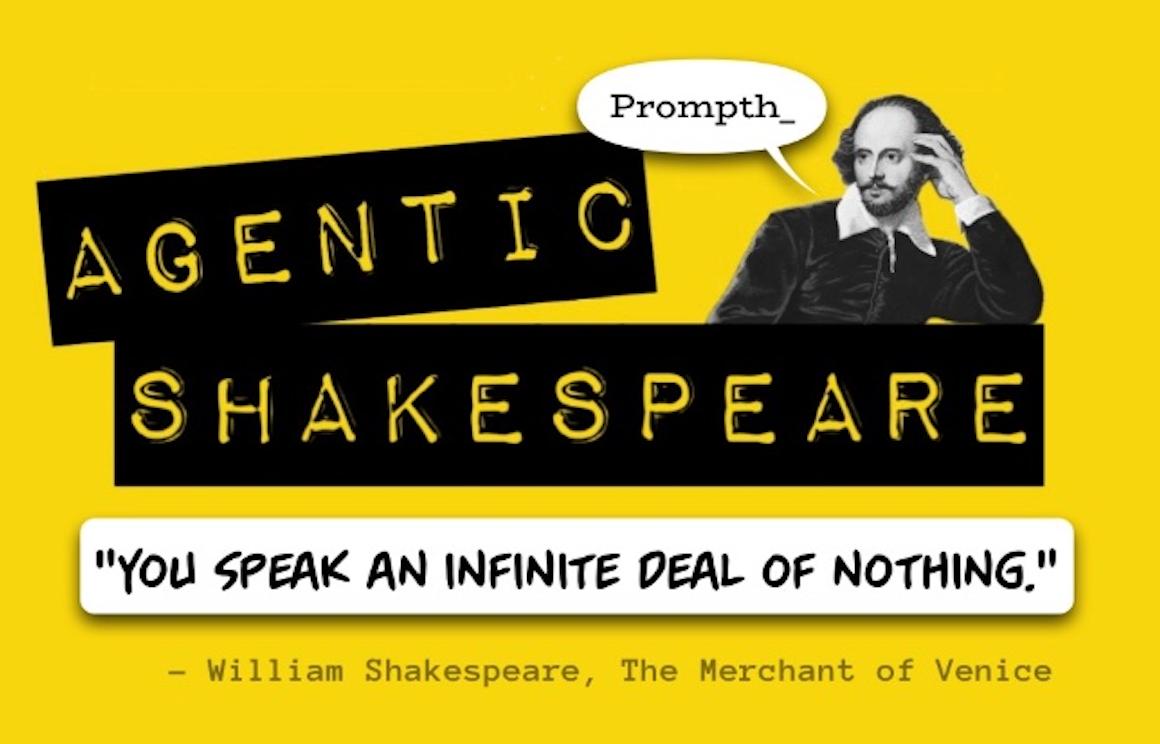 Prompth_
AGENTIC
SHAKESPEARE
"YOU SPEAK AN INFINITE DEAL OF NOTHING."
– William Shakespeare, The Merchant of Venice